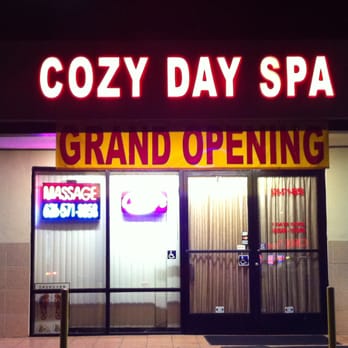 COZY DAY SPA
GRAND OPENING
MASSAGE
626-571-8858